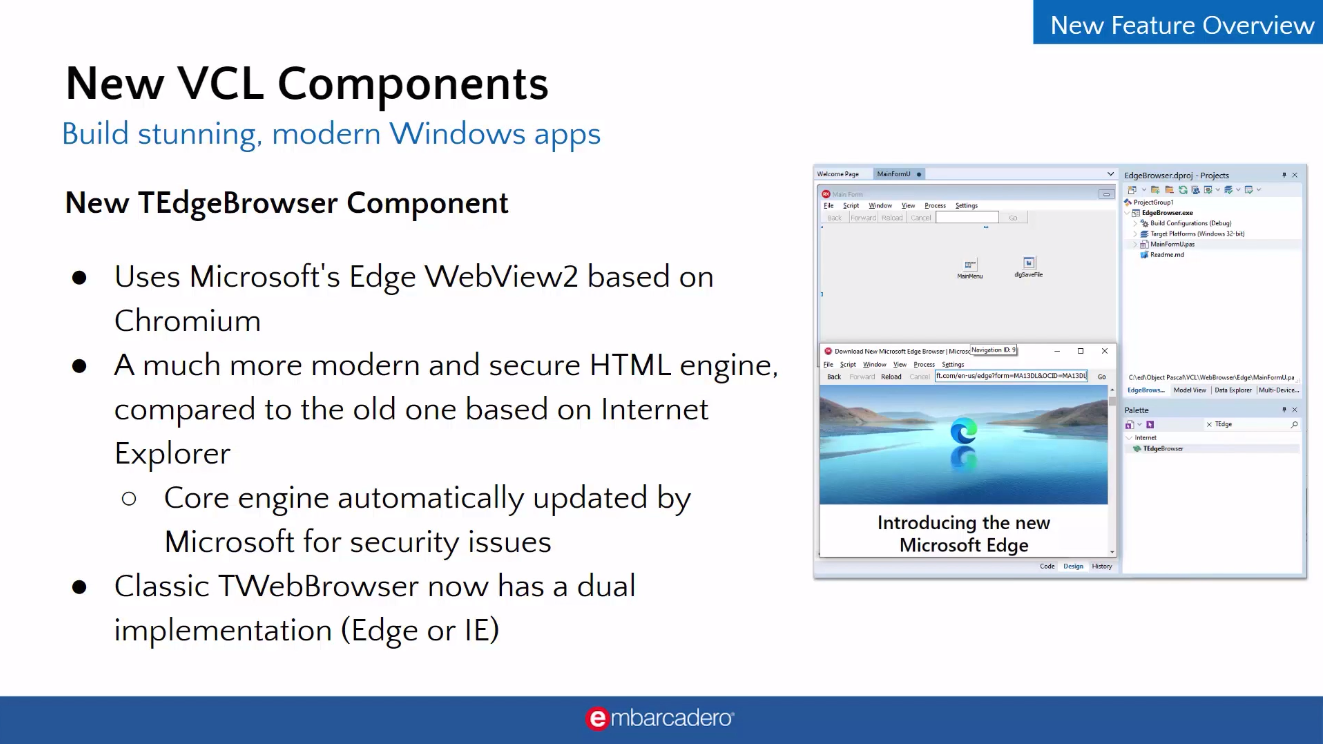 New Feature Overview
New VCL Components
Build stunning, modern Windows apps
New TEdgeBrowser Component
● Uses Microsoft's Edge WebView2 based on
Chromium
● A much more modern and secure HTML engine,
compared to the old one based on Internet
Explorer
○ Core engine automatically updated by
Microsoft for security issues
● Classic TWebBrowser now has a dual
implementation (Edge or IE)
Welcome Page MainFormU
Main Form
File Script Window View Process Settings
Back Forward Reload Cancel Go
MainMenu dlgSaveFile
Download New Microsoft Edge Browser | Micros Navigation ID: 9
File Script Window View Process Settings
Back Forward Reload Cancel ft.com/en-us/edge?form=MA13DL&OCID=MA13DL Go
Introducing the new
Microsoft Edge
Code Design History
EdgeBrowser.dproj - Projects
ProjectGroup1
EdgeBrowser.exe
Build Configurations (Debug)
Target Platforms (Windows 32-bit)
MainFormU.pas
Readme.md
C:\ed\Object Pascal\VCL\WebBrowser\Edge\MainFormU.pa
EdgeBrows... Model View Data Explorer Multi-Device...
Palette
TEdge
Internet
TEdgeBrowser
embarcadero